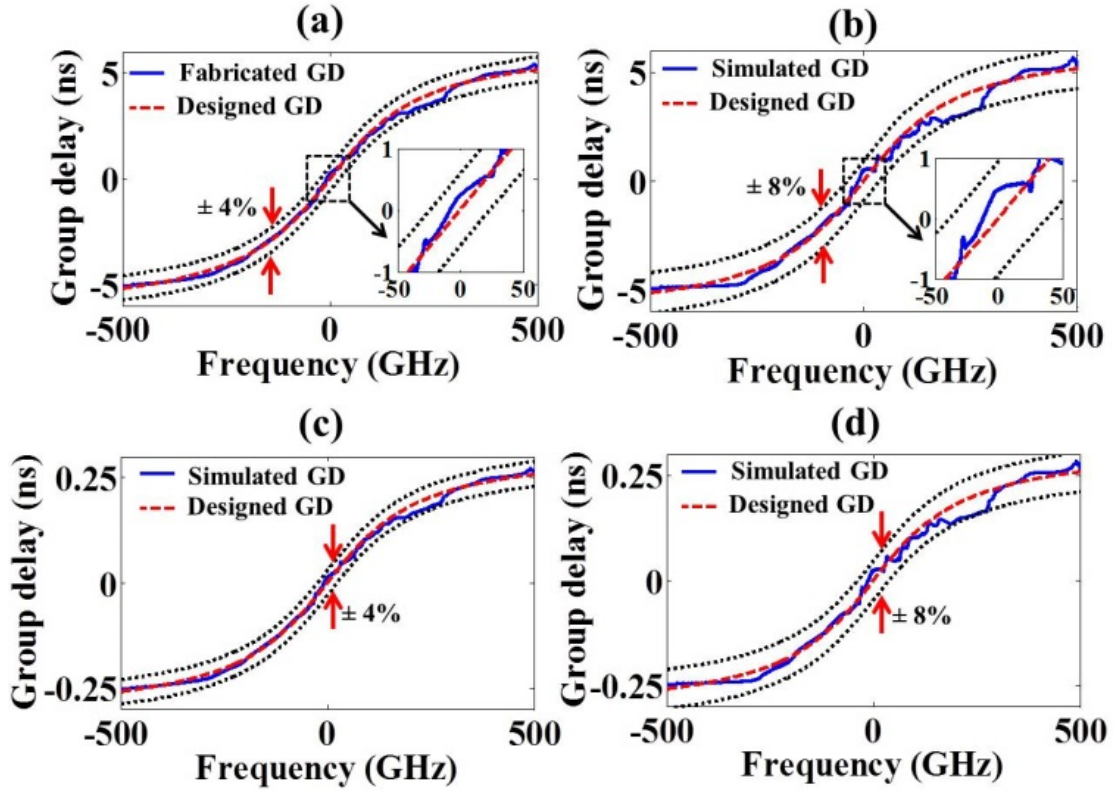 (a)
Group delay (ns)
5
0
-5
Fabricated GD
Designed GD
± 4%
1
0
-1
-50 0 50
-500 0 500
Frequency (GHz)
(b)
Group delay (ns)
5
0
-5
Simulated GD
Designed GD
± 8%
1
0
-1
-50 0 50
-500 0 500
Frequency (GHz)
(c)
Group delay (ns)
0.25
0
-0.25
Simulated GD
Designed GD
± 4%
-500 0 500
Frequency (GHz)
(d)
Group delay (ns)
0.25
0
-0.25
Simulated GD
Designed GD
± 8%
-500 0 500
Frequency (GHz)